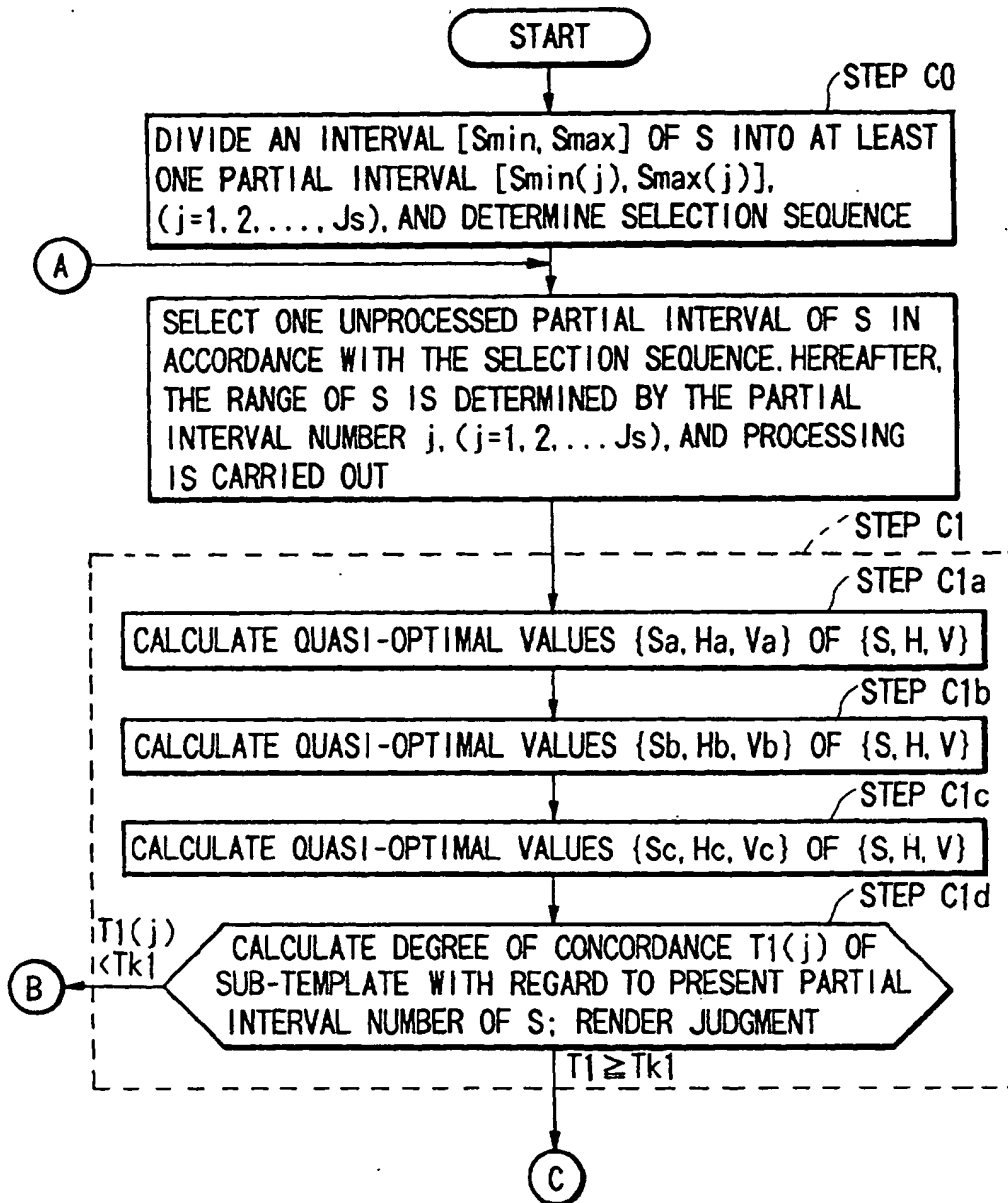 START
STEP C0
DIVIDE AN INTERVAL [Smin, Smax] OF S INTO AT LEAST
ONE PARTIAL INTERVAL [Smin(j), Smax(j)],
(j=1, 2, . . . . , Js), AND DETERMINE SELECTION SEQUENCE
A
SELECT ONE UNPROCESSED PARTIAL INTERVAL OF S IN
ACCORDANCE WITH THE SELECTION SEQUENCE. HEREAFTER,
THE RANGE OF S IS DETERMINED BY THE PARTIAL
INTERVAL NUMBER j, (j=1, 2, . . . Js), AND PROCESSING
IS CARRIED OUT
STEP C1
STEP C1a
CALCULATE QUASI-OPTIMAL VALUES {Sa, Ha, Va} OF {S, H, V}
STEP C1b
CALCULATE QUASI-OPTIMAL VALUES {Sb, Hb, Vb} OF {S, H, V}
STEP C1c
CALCULATE QUASI-OPTIMAL VALUES {Sc, Hc, Vc} OF {S, H, V}
STEP C1d
T1(j)
<Tk1
CALCULATE DEGREE OF CONCORDANCE T1(j) OF
SUB-TEMPLATE WITH REGARD TO PRESENT PARTIAL
INTERVAL NUMBER OF S; RENDER JUDGMENT
B
T1≧Tk1
C